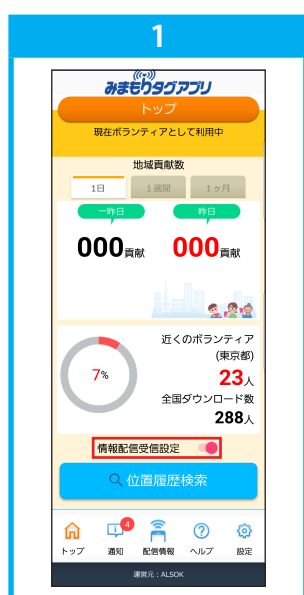 1
みまもりタグアプリ
トップ
現在ボランティアとして利用中
地域貢献数
1日 1週間 1ヶ月
一昨日 昨日
000貢献 000貢献
7%
近くのボランティア
(東京都)
23人
全国ダウンロード数
288人
情報配信受信設定
位置履歴検索
4
トップ 通知 配信情報 ヘルプ 設定
運営元:ALSOK